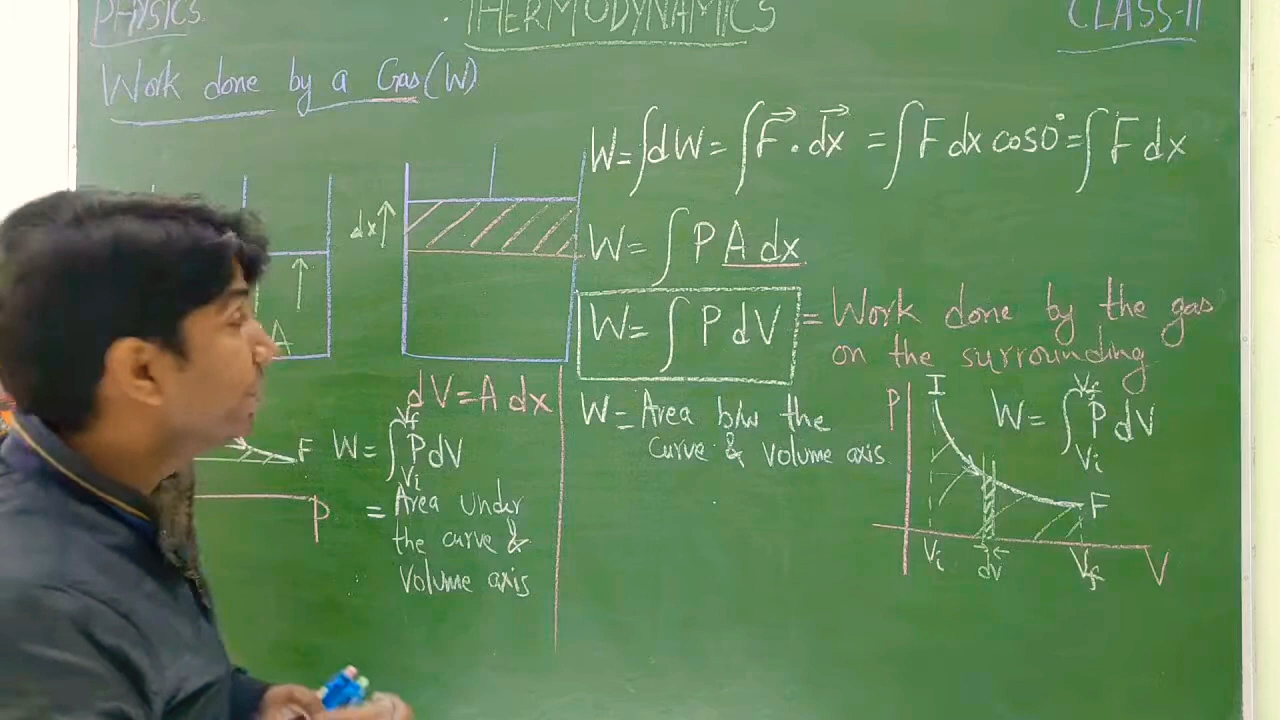 PHYSICS
THERMODYNAMICS
CLASS-11
Work done by a Gas (W)
W = ∫dW = ∫F⃗ · dx⃗ = ∫F dx cos0° = ∫F dx
dx↑
W = ∫P A dx
A
W = ∫P dV = Work done by the gas
on the surrounding
dV = A dx
F
W = ∫_{Vi}^{Vf} P dV
= Area under
the curve &
Volume axis
P
W = Area b/w the
curve & Volume axis
P
I
W = ∫_{Vi}^{Vf} P dV
F
Vi
dV
Vf
V